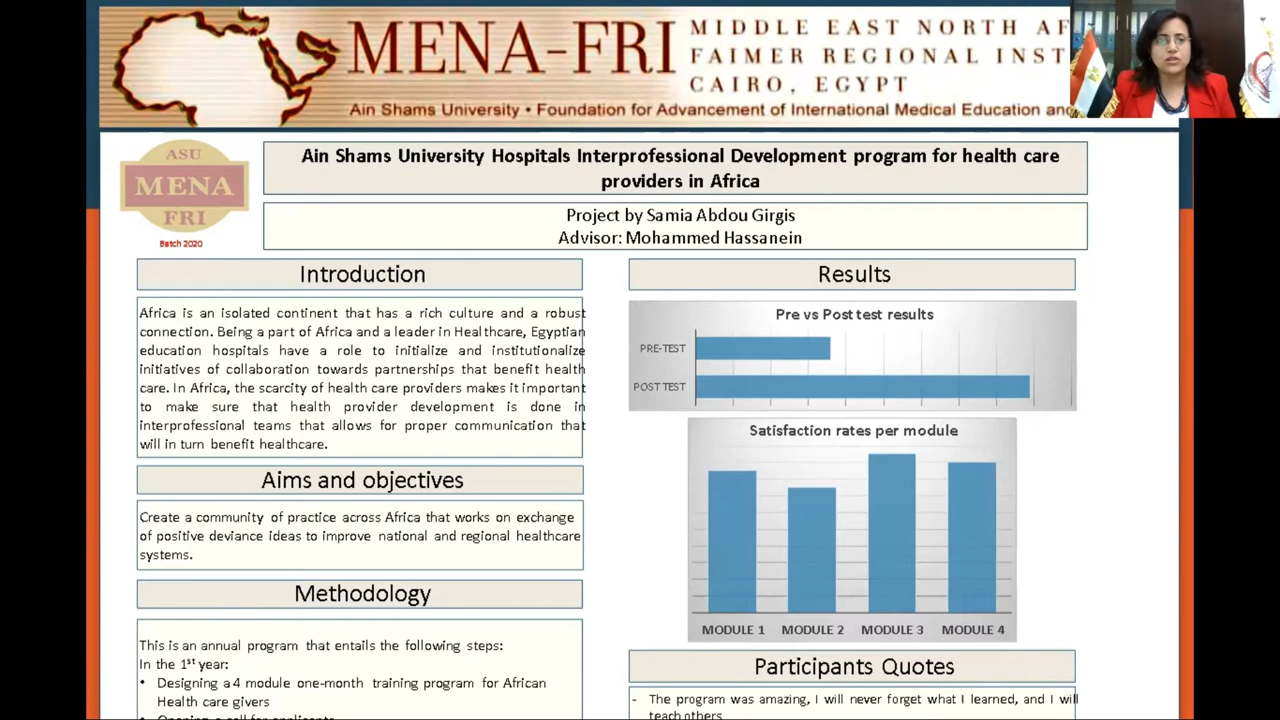 MENA-FRI
MIDDLE EAST NORTH AF
FAIMER REGIONAL INST
CAIRO, EGYPT
Ain Shams University • Foundation for Advancement of International Medical Education and
ASU
MENA
FRI
Batch 2020
Ain Shams University Hospitals Interprofessional Development program for health care
providers in Africa
Project by Samia Abdou Girgis
Advisor: Mohammed Hassanein
Introduction
Africa is an isolated continent that has a rich culture and a robust
connection. Being a part of Africa and a leader in Healthcare, Egyptian
education hospitals have a role to initialize and institutionalize
initiatives of collaboration towards partnerships that benefit health
care. In Africa, the scarcity of health care providers makes it important
to make sure that health provider development is done in
interprofessional teams that allows for proper communication that
will in turn benefit healthcare.
Aims and objectives
Create a community of practice across Africa that works on exchange
of positive deviance ideas to improve national and regional healthcare
systems.
Methodology
This is an annual program that entails the following steps:
In the 1st year:
• Designing a 4 module one-month training program for African
Health care givers
• Opening a call for applicants
Results
Pre vs Post test results
PRE-TEST
POST TEST
Satisfaction rates per module
MODULE 1 MODULE 2 MODULE 3 MODULE 4
Participants Quotes
- The program was amazing, I will never forget what I learned, and I will
teach others